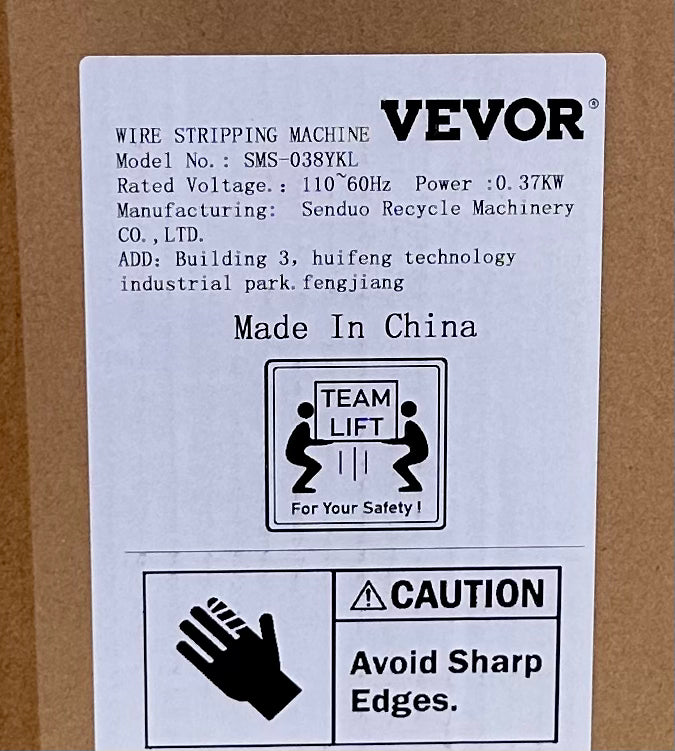 VEVOR®
WIRE STRIPPING MACHINE
Model No.: SMS-038YKL
Rated Voltage.: 110~60Hz Power :0.37KW
Manufacturing: Senduo Recycle Machinery
CO.,LTD.
ADD: Building 3, huifeng technology
industrial park.fengjiang
Made In China
TEAM
LIFT
For Your Safety!
⚠CAUTION
Avoid Sharp
Edges.